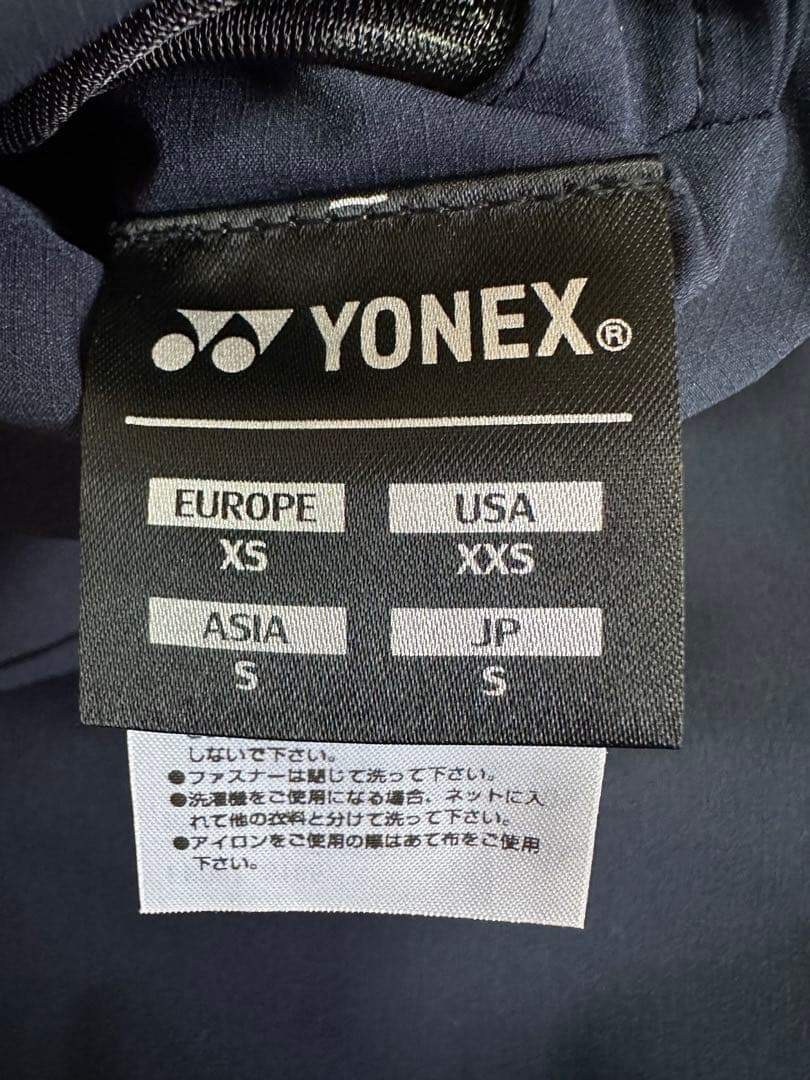 YONEX®
EUROPE USA
XS XXS
ASIA JP
S S
しないで下さい。
●ファスナーは閉じて洗って下さい。
●洗濯機をご使用になる場合、ネットに入
れて他の衣料と分けて洗って下さい。
●アイロンをご使用の際はあて布をご使用
下さい。